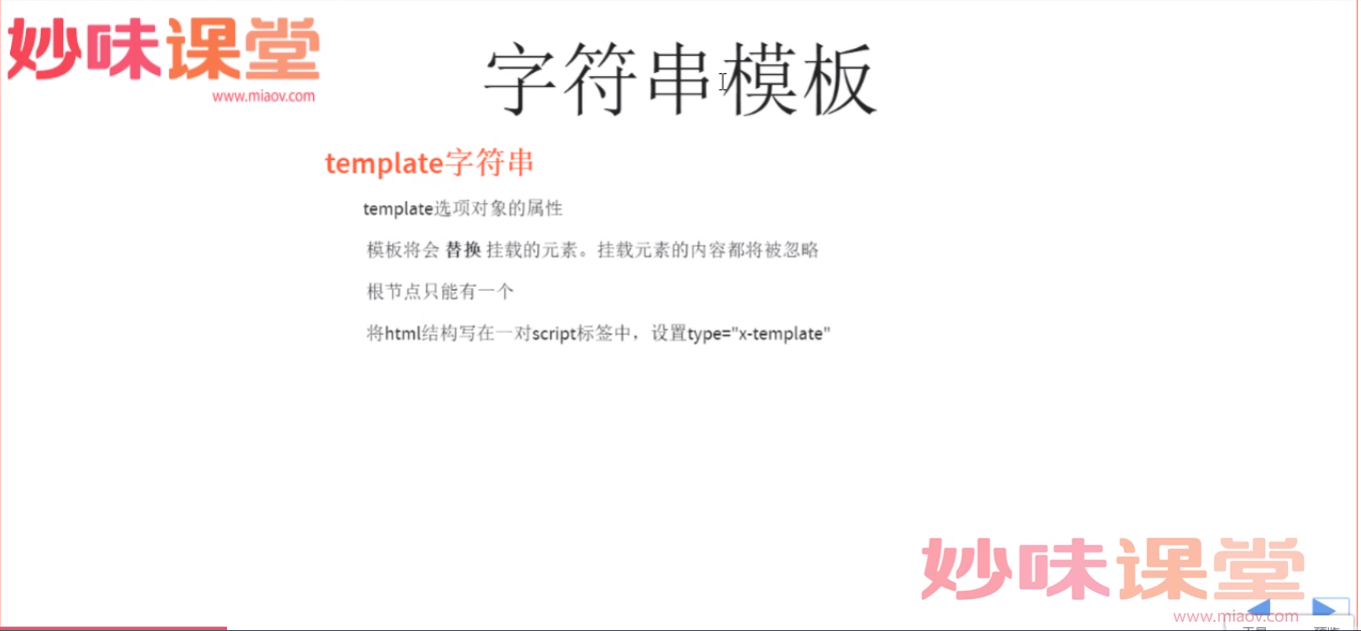 妙味课堂
www.miaov.com
字符串模板
template字符串
template选项对象的属性
模板将会 替换 挂载的元素。挂载元素的内容都将被忽略
根节点只能有一个
将html结构写在一对script标签中，设置type="x-template"
妙味课堂
www.miaov.com